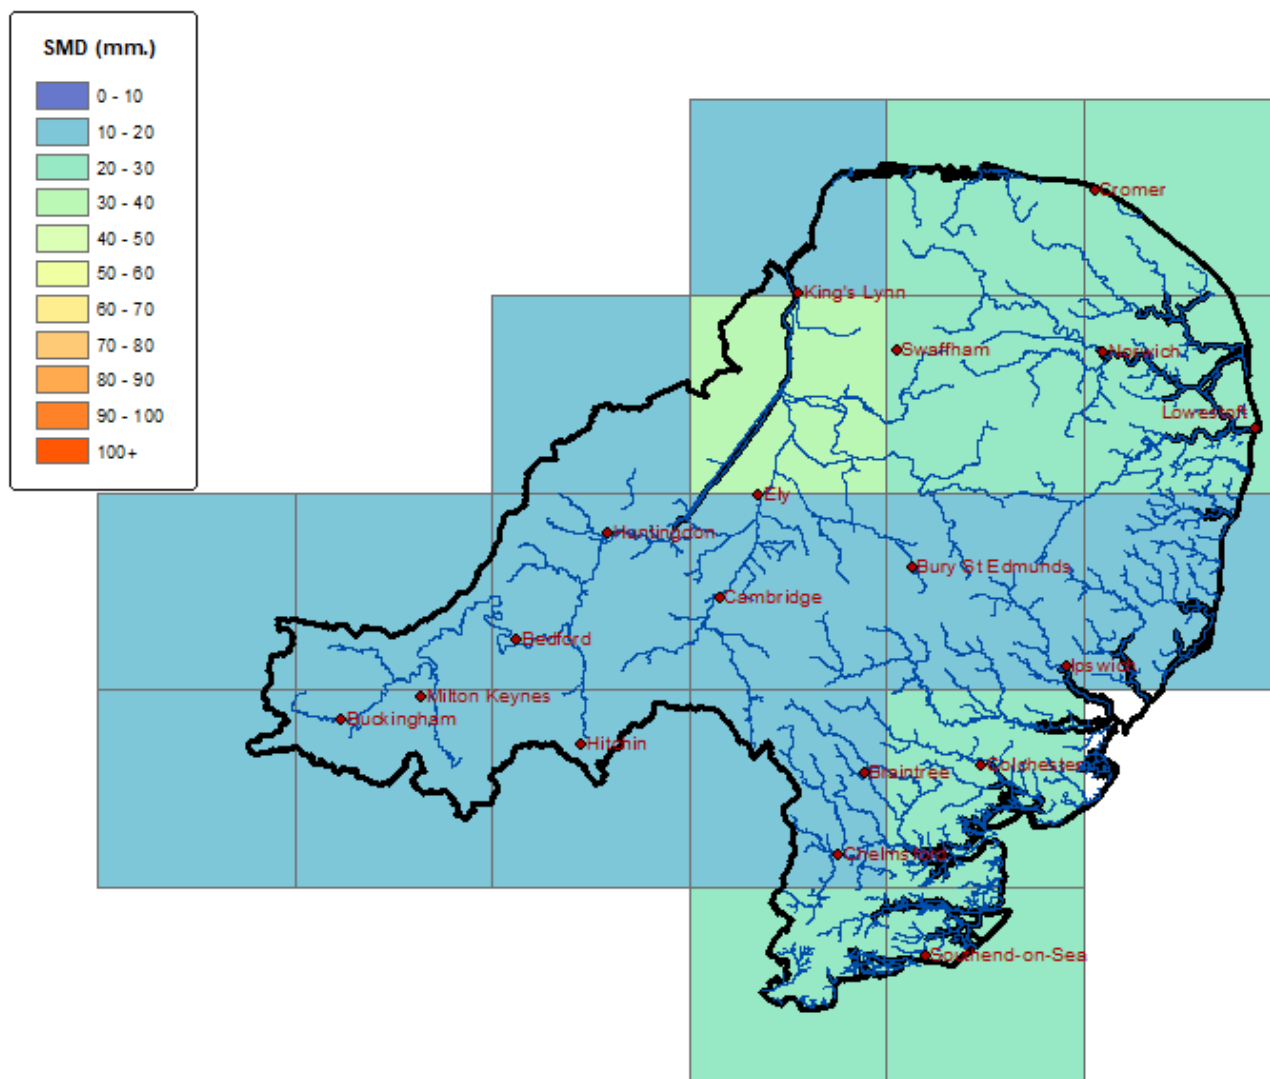 SMD (mm.)
0 - 10
10 - 20
20 - 30
30 - 40
40 - 50
50 - 60
60 - 70
70 - 80
80 - 90
90 - 100
100+
Cromer
King's Lynn
Swaffham
Norwich
Lowestoft
Ely
Huntingdon
Bury St Edmunds
Cambridge
Bedford
Ipswich
Milton Keynes
Buckingham
Hitchin
Braintree
Colchester
Chelmsford
Southend-on-Sea